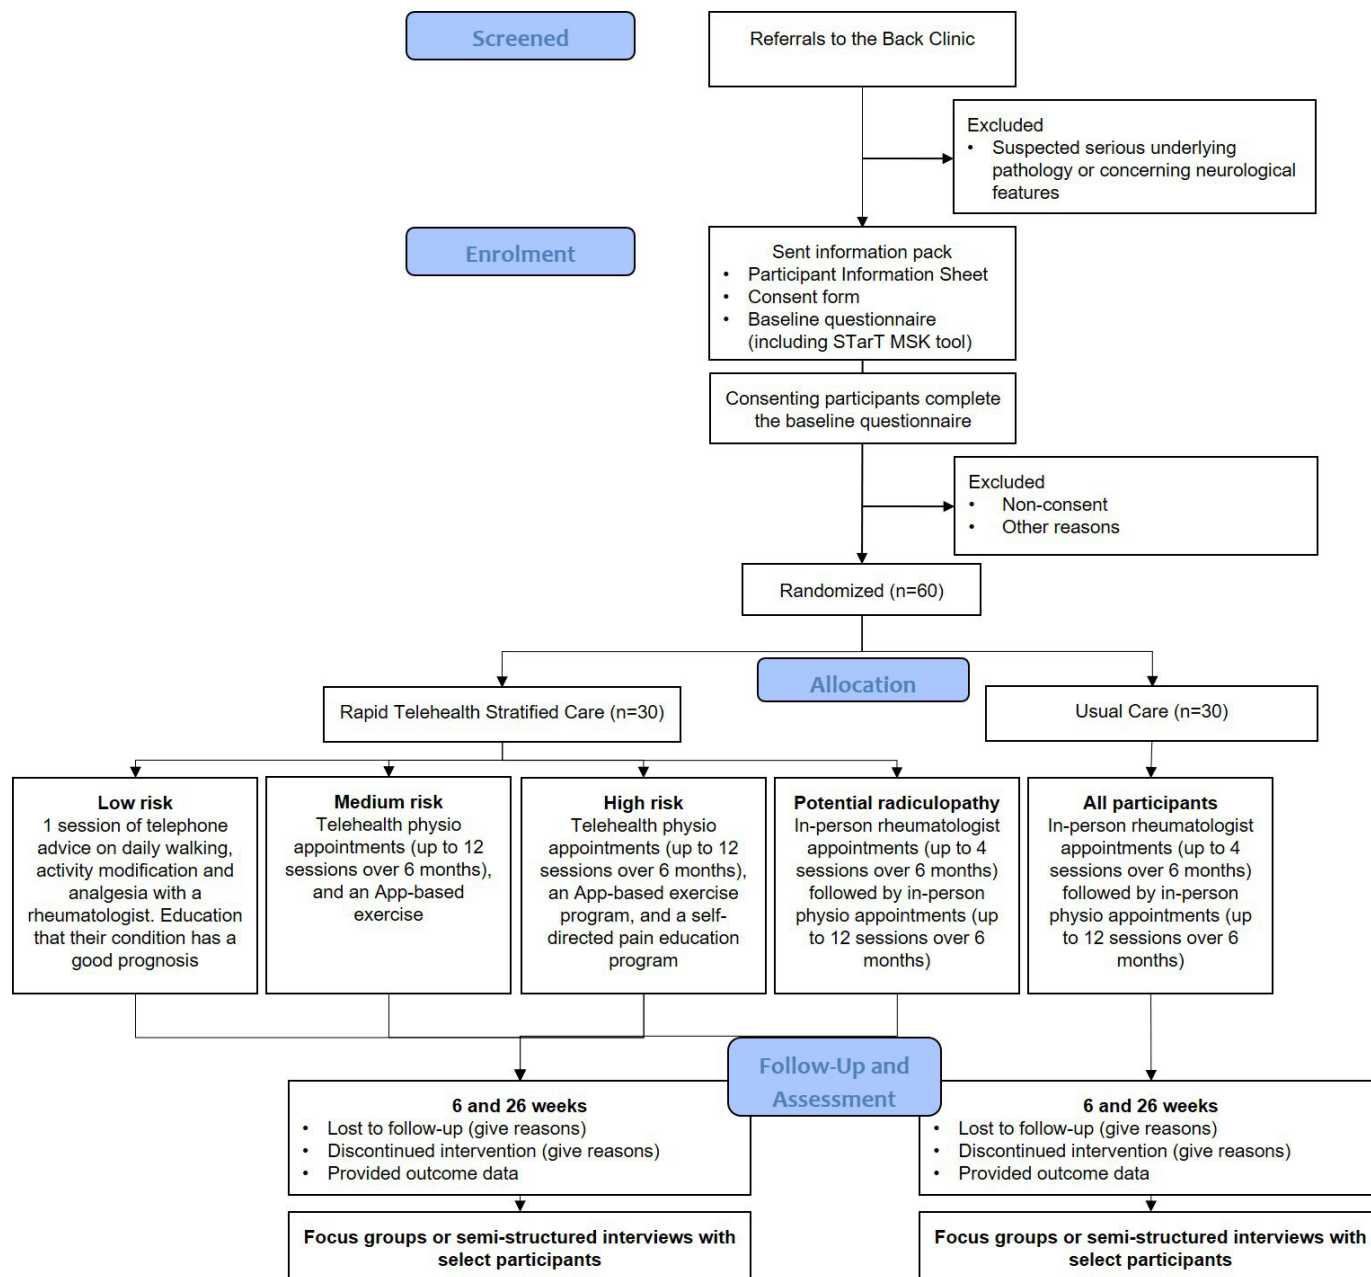 Screened
Referrals to the Back Clinic
Excluded
• Suspected serious underlying
pathology or concerning neurological
features
Enrolment
Sent information pack
• Participant Information Sheet
• Consent form
• Baseline questionnaire
(including STarT MSK tool)
Consenting participants complete
the baseline questionnaire
Excluded
• Non-consent
• Other reasons
Randomized (n=60)
Allocation
Rapid Telehealth Stratified Care (n=30)
Usual Care (n=30)
Low risk
1 session of telephone
advice on daily walking,
activity modification and
analgesia with a
rheumatologist. Education
that their condition has a
good prognosis
Medium risk
Telehealth physio
appointments (up to 12
sessions over 6 months),
and an App-based
exercise
High risk
Telehealth physio
appointments (up to 12
sessions over 6 months),
an App-based exercise
program, and a self-
directed pain education
program
Potential radiculopathy
In-person rheumatologist
appointments (up to 4
sessions over 6 months)
followed by in-person
physio appointments (up
to 12 sessions over 6
months)
All participants
In-person rheumatologist
appointments (up to 4
sessions over 6 months)
followed by in-person
physio appointments (up
to 12 sessions over 6
months)
Follow-Up and
Assessment
6 and 26 weeks
• Lost to follow-up (give reasons)
• Discontinued intervention (give reasons)
• Provided outcome data
6 and 26 weeks
• Lost to follow-up (give reasons)
• Discontinued intervention (give reasons)
• Provided outcome data
Focus groups or semi-structured interviews with
select participants
Focus groups or semi-structured interviews with
select participants